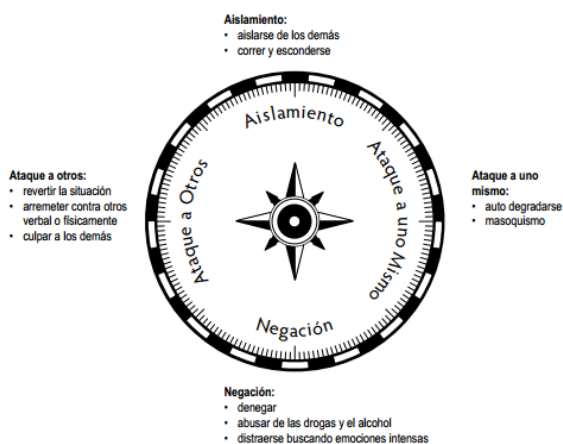 Aislamiento:
• aislarse de los demás
• correr y esconderse
Aislamiento
Ataque a Otros
Ataque a uno Mismo
Negación
Ataque a otros:
• revertir la situación
• arremeter contra otros
verbal o físicamente
• culpar a los demás
Ataque a uno
mismo:
• auto degradarse
• masoquismo
Negación:
• denegar
• abusar de las drogas y el alcohol
• distraerse buscando emociones intensas